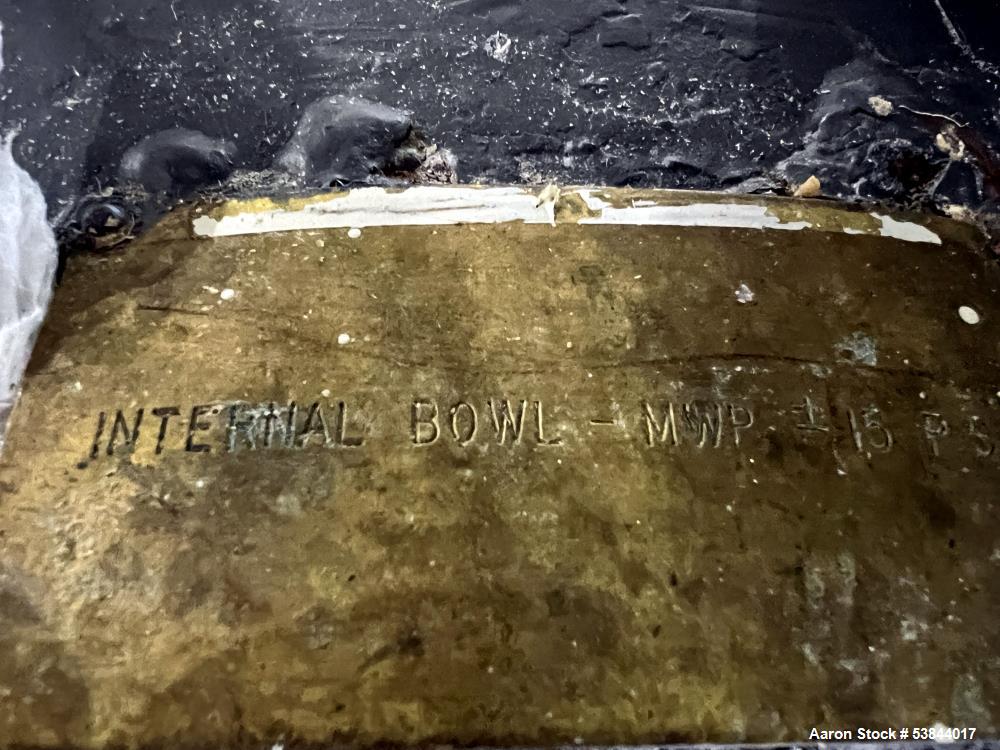 INTERNAL BOWL - MWP ± 15 PS
Aaron Stock # 53844017